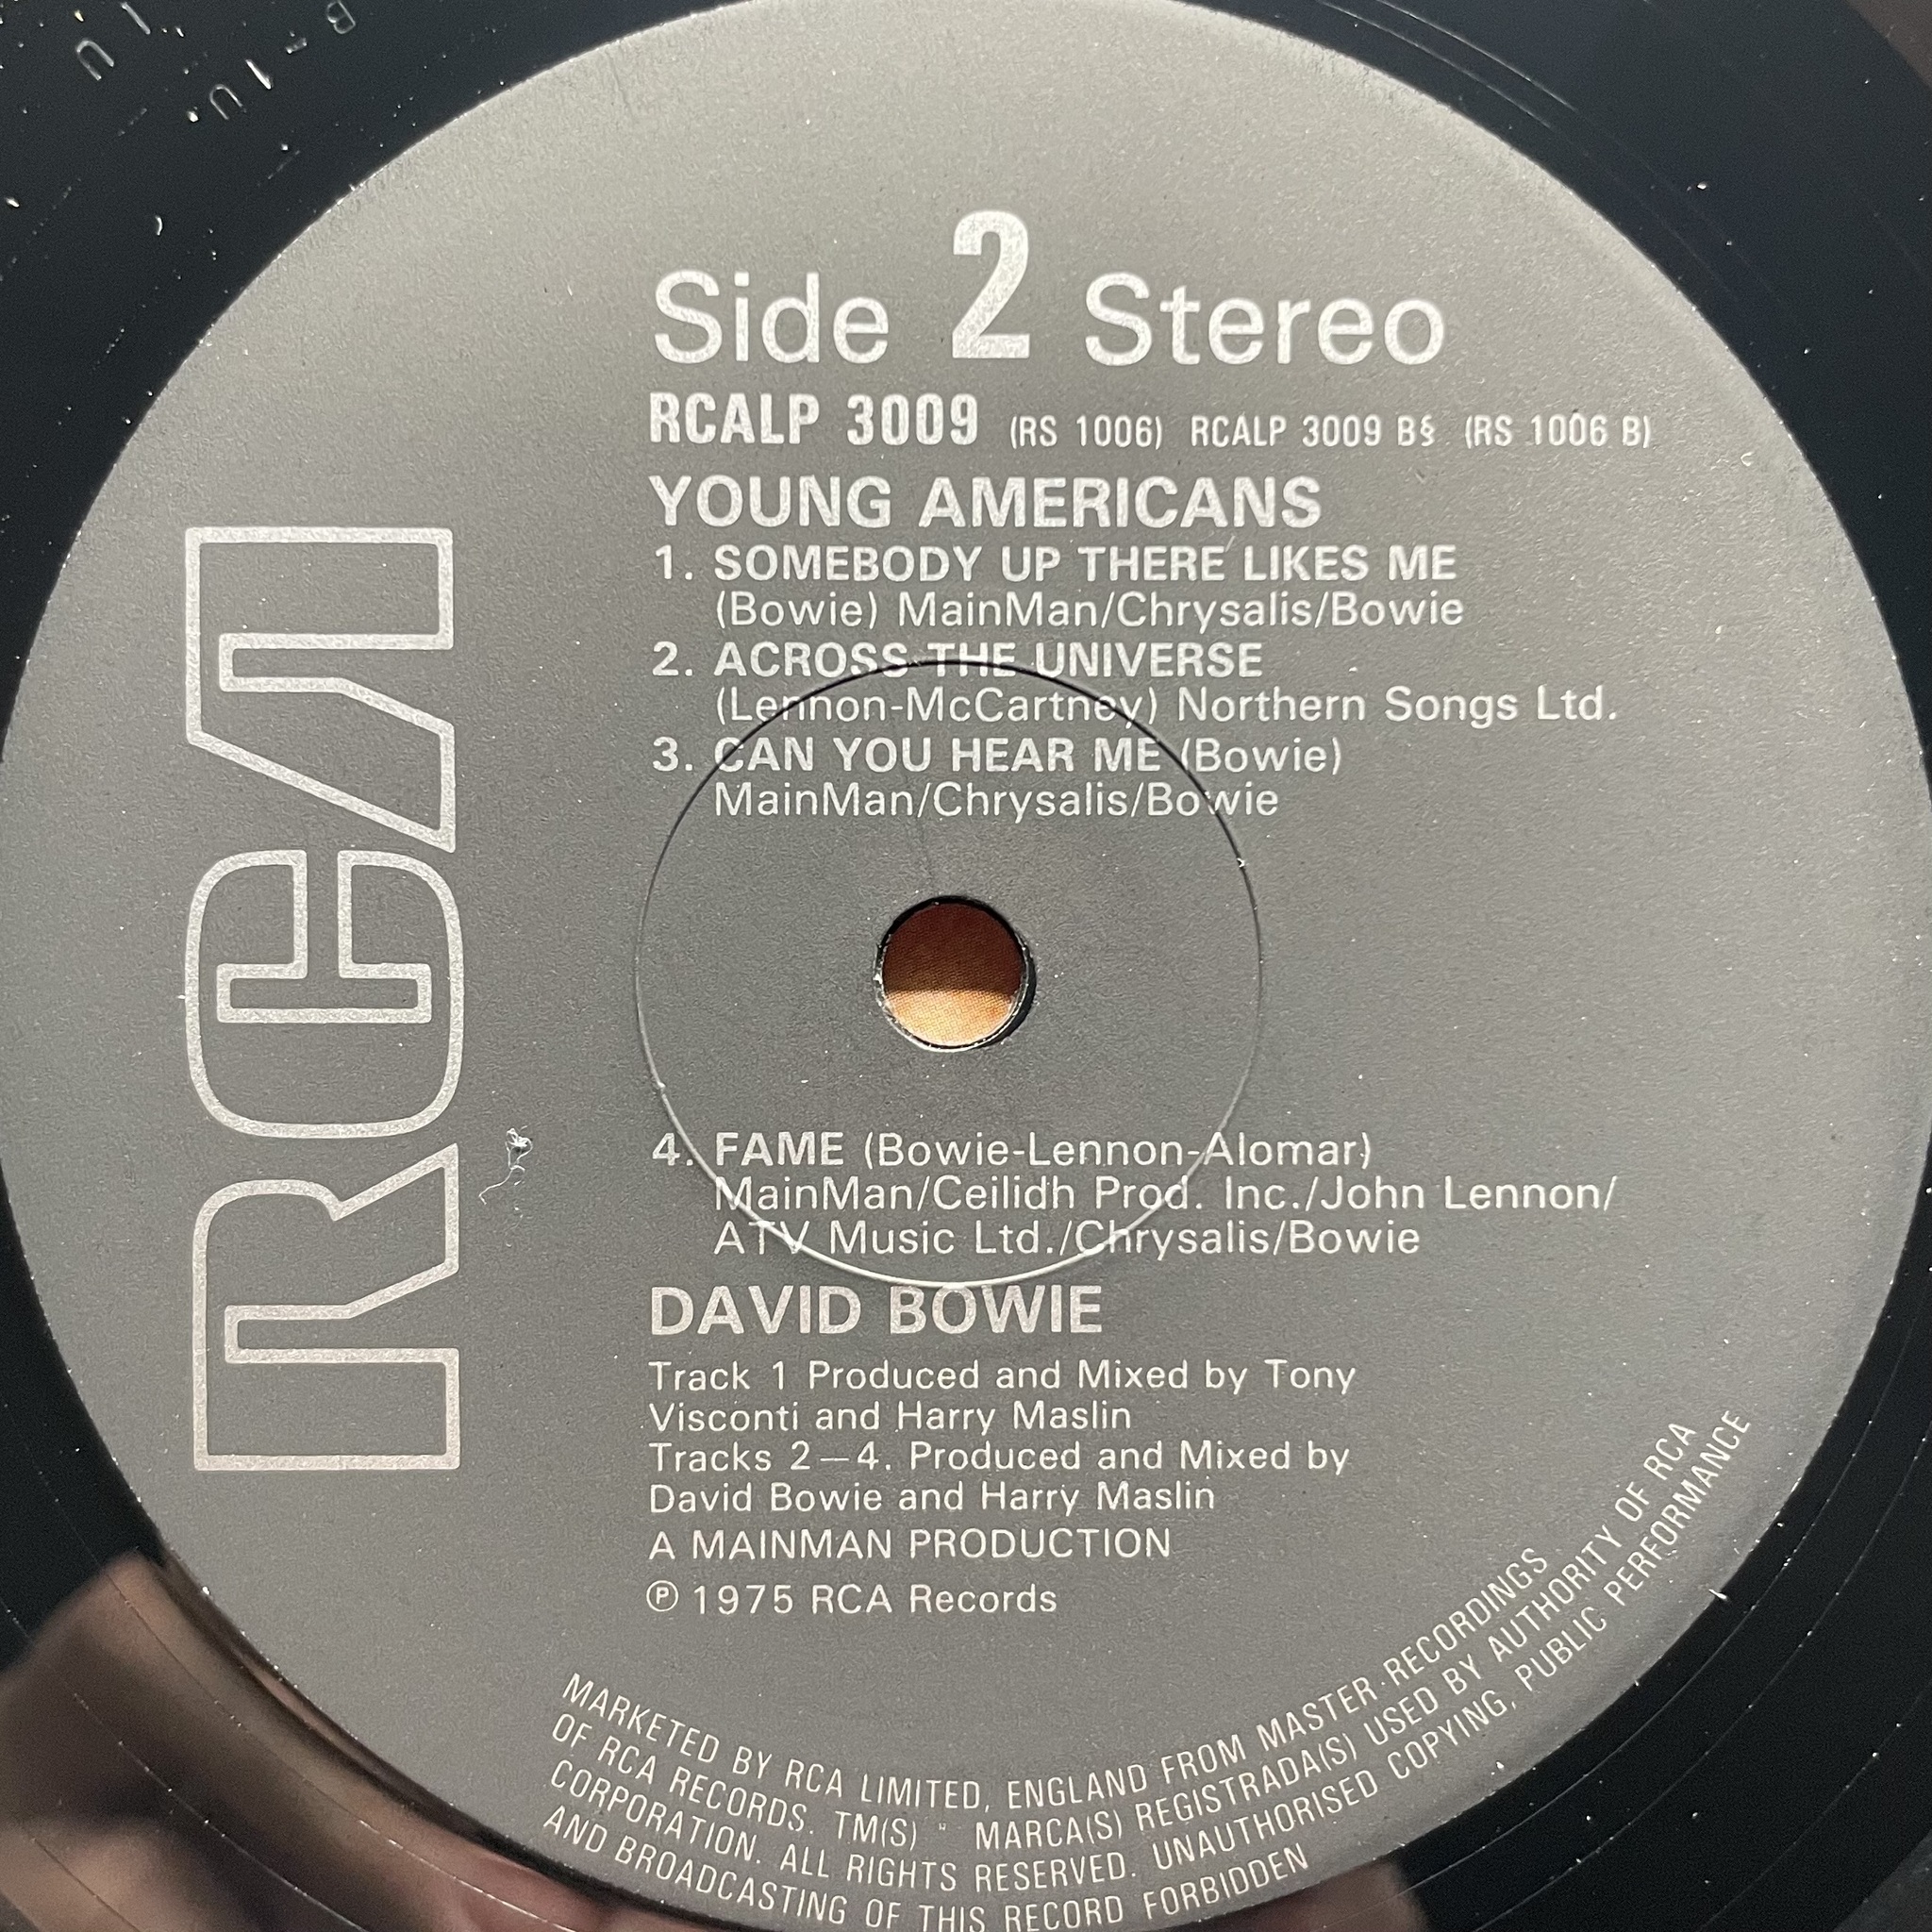 Side 2 Stereo
RCALP 3009 (RS 1006) RCALP 3009 B§ (RS 1006 B)
YOUNG AMERICANS
1. SOMEBODY UP THERE LIKES ME
(Bowie) MainMan/Chrysalis/Bowie
2. ACROSS THE UNIVERSE
(Lennon-McCartney) Northern Songs Ltd.
3. CAN YOU HEAR ME (Bowie)
MainMan/Chrysalis/Bowie
RCA
4. FAME (Bowie-Lennon-Alomar)
MainMan/Ceilidh Prod. Inc./John Lennon/
ATV Music Ltd./Chrysalis/Bowie
DAVID BOWIE
Track 1 Produced and Mixed by Tony
Visconti and Harry Maslin
Tracks 2—4. Produced and Mixed by
David Bowie and Harry Maslin
A MAINMAN PRODUCTION
℗ 1975 RCA Records
MARKETED BY RCA LIMITED, ENGLAND FROM MASTER RECORDINGS
OF RCA RECORDS. TM(S) ® MARCA(S) REGISTRADA(S) USED BY AUTHORITY OF RCA
CORPORATION. ALL RIGHTS RESERVED. UNAUTHORISED COPYING, PUBLIC PERFORMANCE
AND BROADCASTING OF THIS RECORD FORBIDDEN